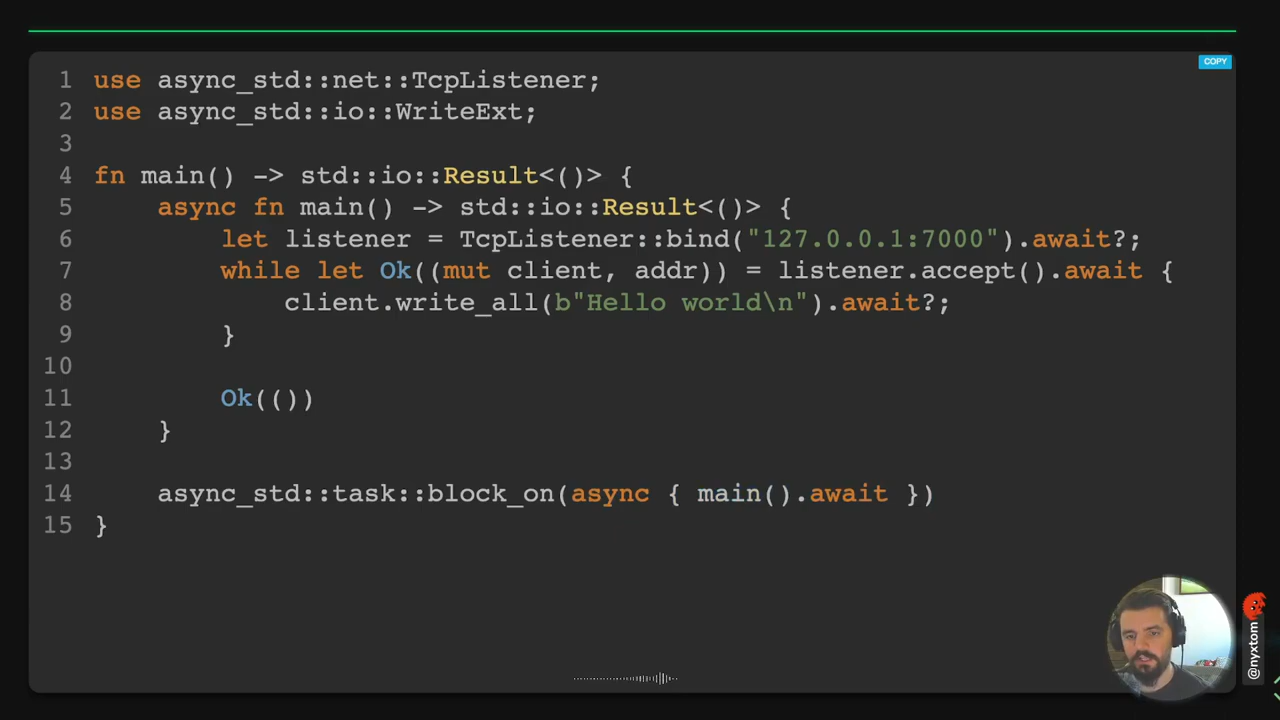 COPY
1 use async_std::net::TcpListener;
2 use async_std::io::WriteExt;
3
4 fn main() -> std::io::Result<()> {
5     async fn main() -> std::io::Result<()> {
6         let listener = TcpListener::bind("127.0.0.1:7000").await?;
7         while let Ok((mut client, addr)) = listener.accept().await {
8             client.write_all(b"Hello world\n").await?;
9         }
10
11         Ok(())
12     }
13
14     async_std::task::block_on(async { main().await })
15 }
@nyxtom